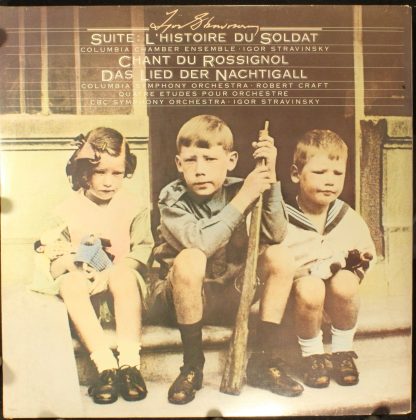 Igor Stravinsky
SUITE: L'HISTOIRE DU SOLDAT
COLUMBIA CHAMBER ENSEMBLE · IGOR STRAVINSKY
CHANT DU ROSSIGNOL
DAS LIED DER NACHTIGALL
COLUMBIA SYMPHONY ORCHESTRA · ROBERT CRAFT
QUATRE ETUDES POUR ORCHESTRE
CBC SYMPHONY ORCHESTRA · IGOR STRAVINSKY